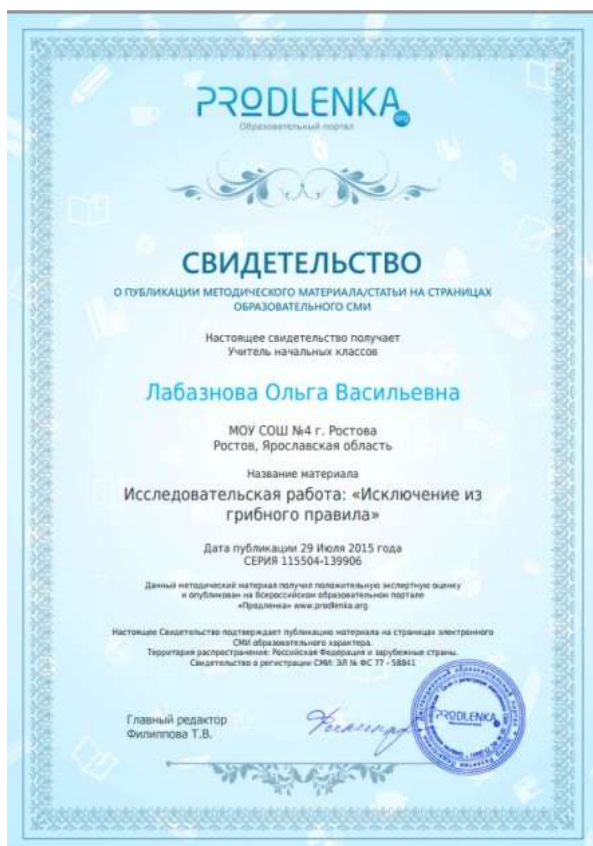 PRODLENKA.org
Образовательный портал
СВИДЕТЕЛЬСТВО
О ПУБЛИКАЦИИ МЕТОДИЧЕСКОГО МАТЕРИАЛА/СТАТЬИ НА СТРАНИЦАХ
ОБРАЗОВАТЕЛЬНОГО СМИ
Настоящее свидетельство получает
Учитель начальных классов
Лабазнова Ольга Васильевна
МОУ СОШ №4 г. Ростова
Ростов, Ярославская область
Название материала
Исследовательская работа: «Исключение из
грибного правила»
Дата публикации 29 Июля 2015 года
СЕРИЯ 115504-139906
Данный методический материал получил положительную экспертную оценку
и опубликован на Всероссийском образовательном портале
«Продленка» www.prodlenka.org
Настоящее Свидетельство подтверждает публикацию материала на страницах электронного
СМИ образовательного характера.
Территория распространения: Российская Федерация и зарубежные страны.
Свидетельство о регистрации СМИ: ЭЛ № ФС 77 - 58841
Главный редактор
Филиппова Т.В.
PRODLENKA